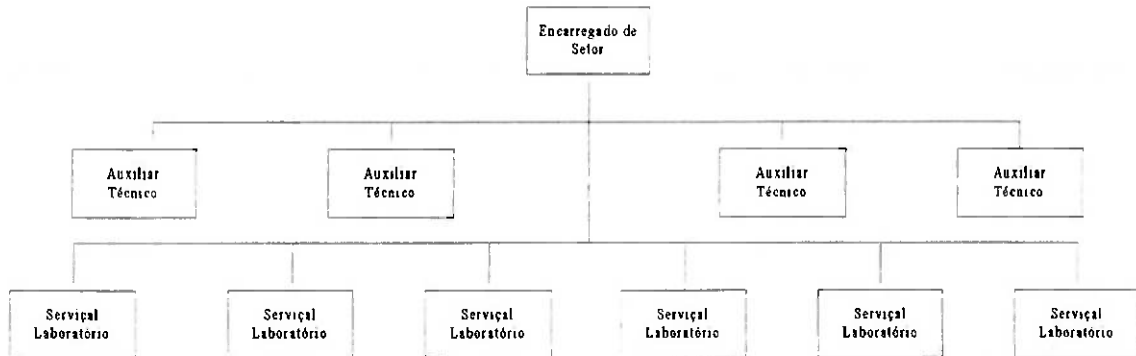 Encarregado de
Setor
Auxiliar
Técnico
Auxiliar
Técnico
Auxiliar
Técnico
Auxiliar
Técnico
Serviçal
Laboratório
Serviçal
Laboratório
Serviçal
Laboratório
Serviçal
Laboratório
Serviçal
Laboratório
Serviçal
Laboratório